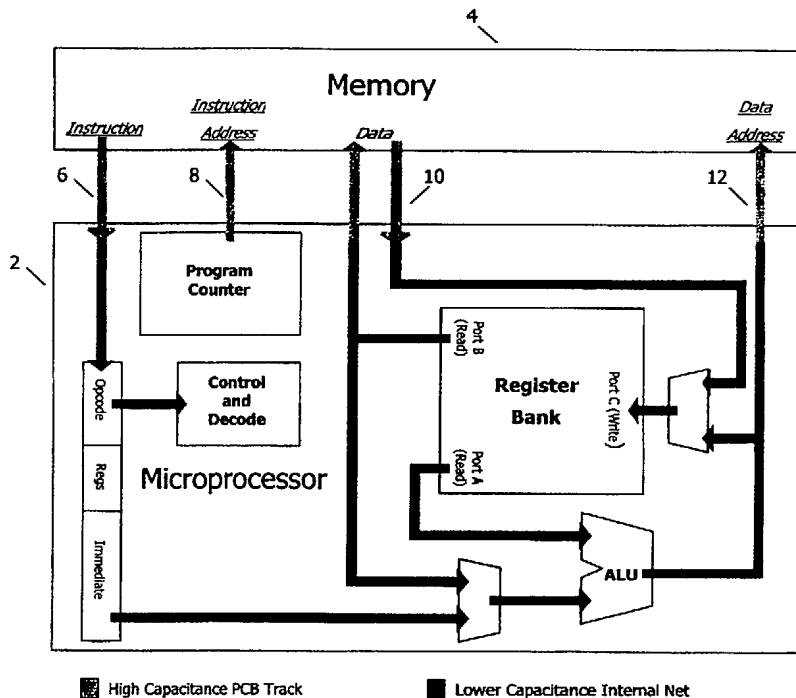 4
Memory
Instruction
Instruction
Address
Data
Data
Address
6
8
10
12
2
Program
Counter
Port B
(Read)
Register
Bank
Port C (Write)
Port A
(Read)
Opcode
Regs
Immediate
Control
and
Decode
Microprocessor
ALU
High Capacitance PCB Track
Lower Capacitance Internal Net